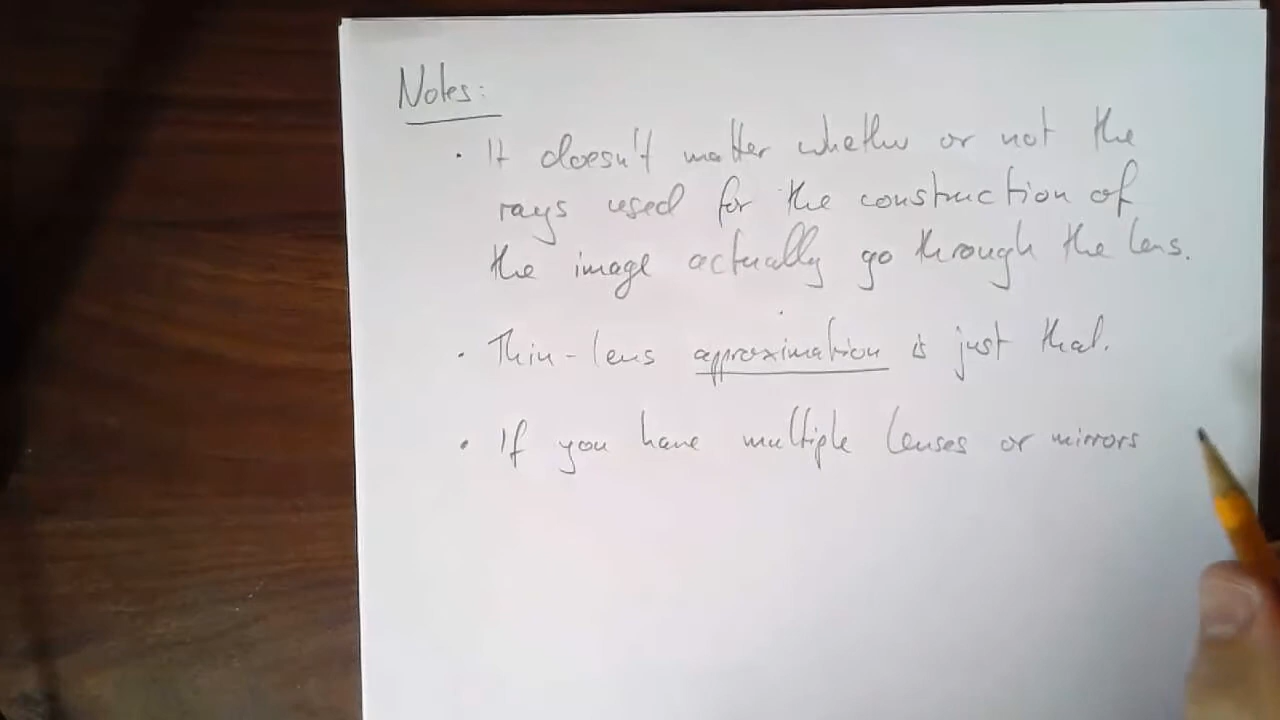 Notes:
· It doesn't matter whether or not the
rays used for the construction of
the image actually go through the lens.
· Thin-lens approximation is just that.
· If you have multiple lenses or mirrors